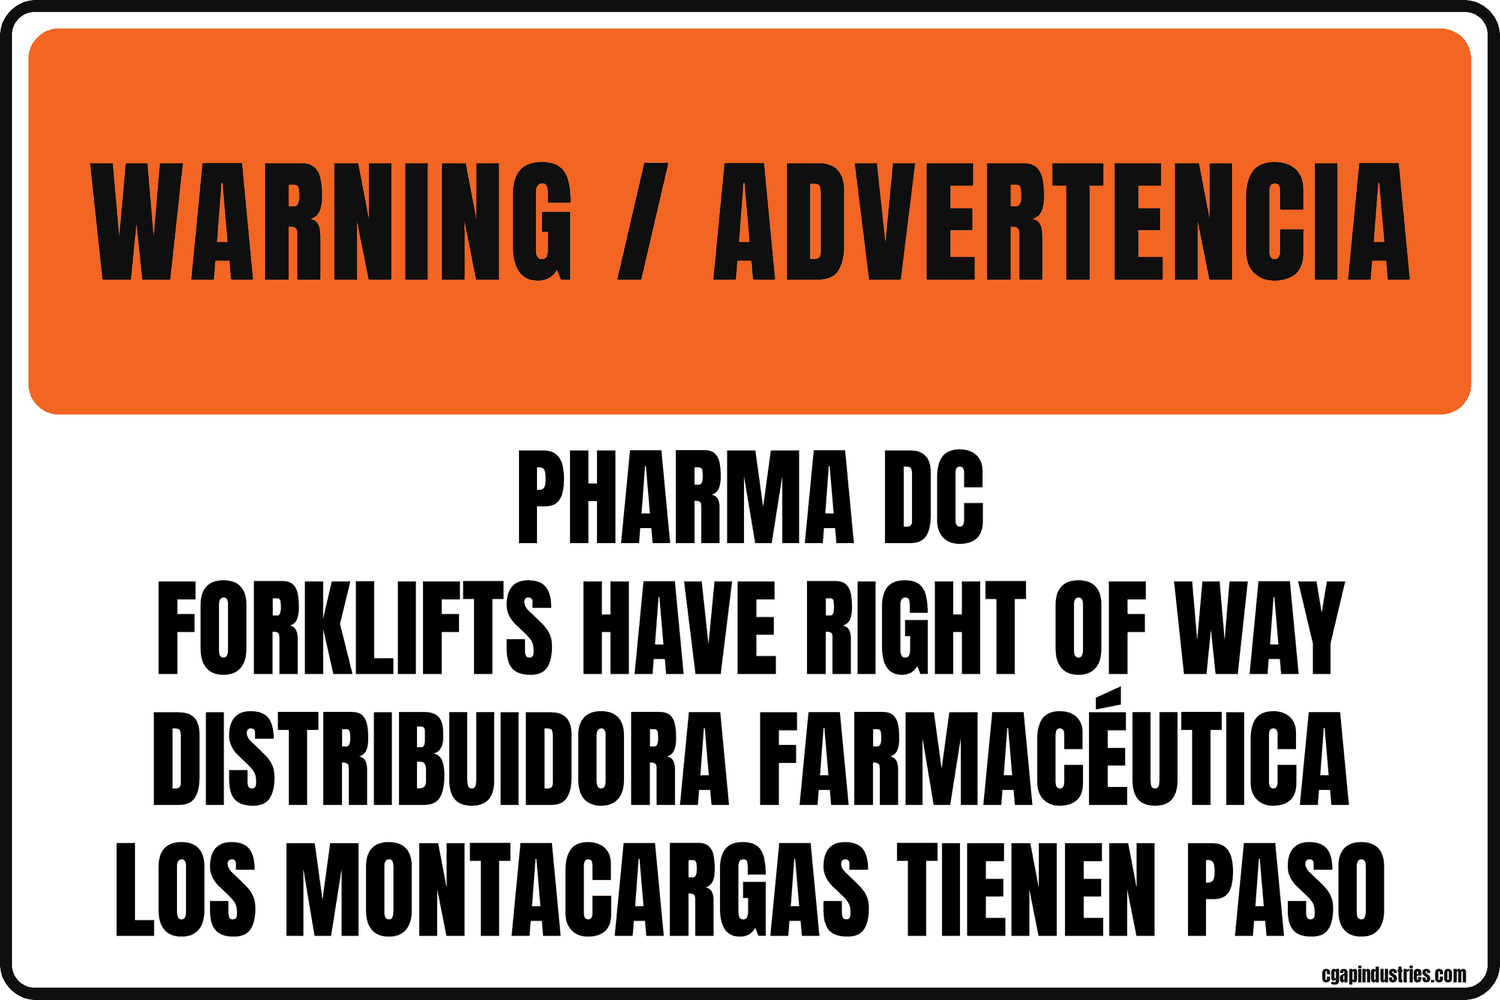 WARNING / ADVERTENCIA
PHARMA DC
FORKLIFTS HAVE RIGHT OF WAY
DISTRIBUIDORA FARMACÉUTICA
LOS MONTACARGAS TIENEN PASO
cgapindustries.com